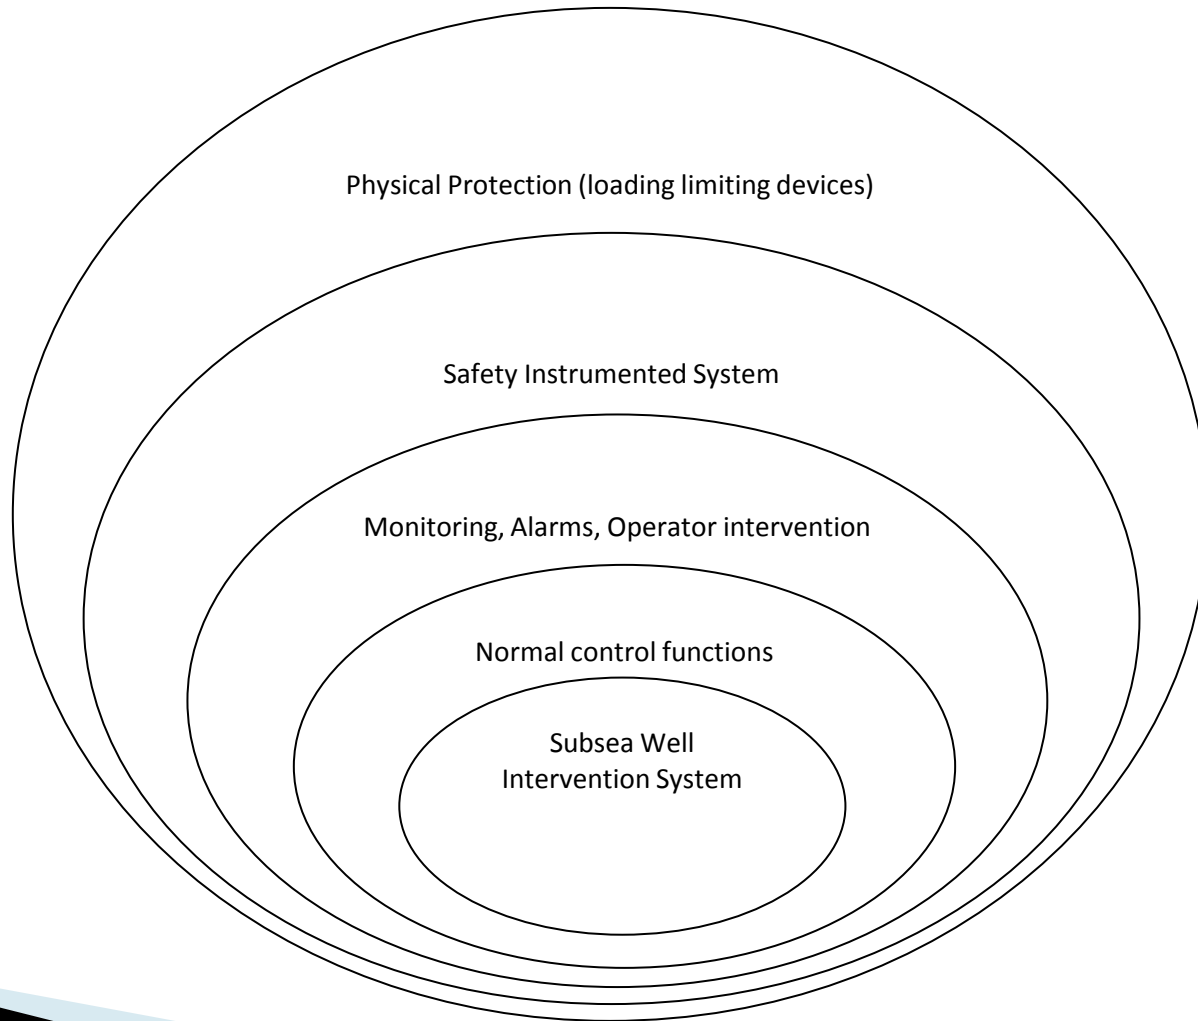 Physical Protection (loading limiting devices)
Safety Instrumented System
Monitoring, Alarms, Operator intervention
Normal control functions
Subsea Well
Intervention System